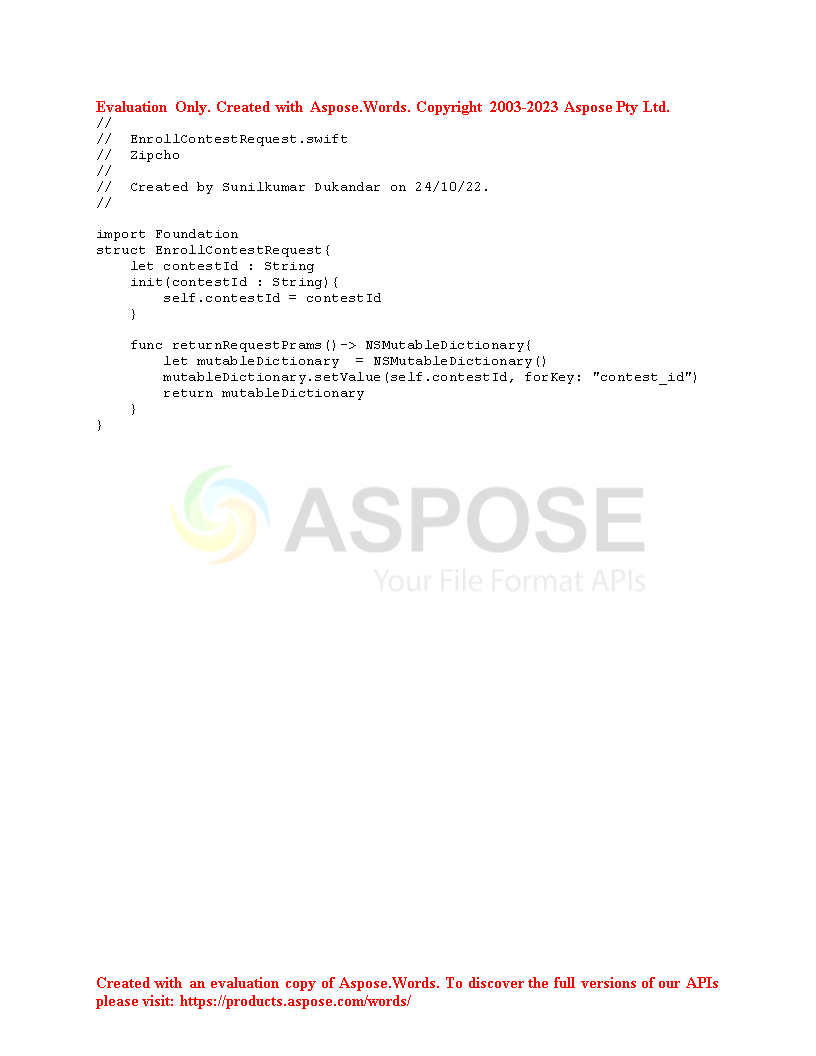 Evaluation Only. Created with Aspose.Words. Copyright 2003-2023 Aspose Pty Ltd.
//
//  EnrollContestRequest.swift
//  Zipcho
//
//  Created by Sunilkumar Dukandar on 24/10/22.
//

import Foundation
struct EnrollContestRequest{
    let contestId : String
    init(contestId : String){
        self.contestId = contestId
    }

    func returnRequestPrams()-> NSMutableDictionary{
        let mutableDictionary  = NSMutableDictionary()
        mutableDictionary.setValue(self.contestId, forKey: "contest_id")
        return mutableDictionary
    }
}
ASPOSE
Your File Format APIs
Created with an evaluation copy of Aspose.Words. To discover the full versions of our APIs
please visit: https://products.aspose.com/words/